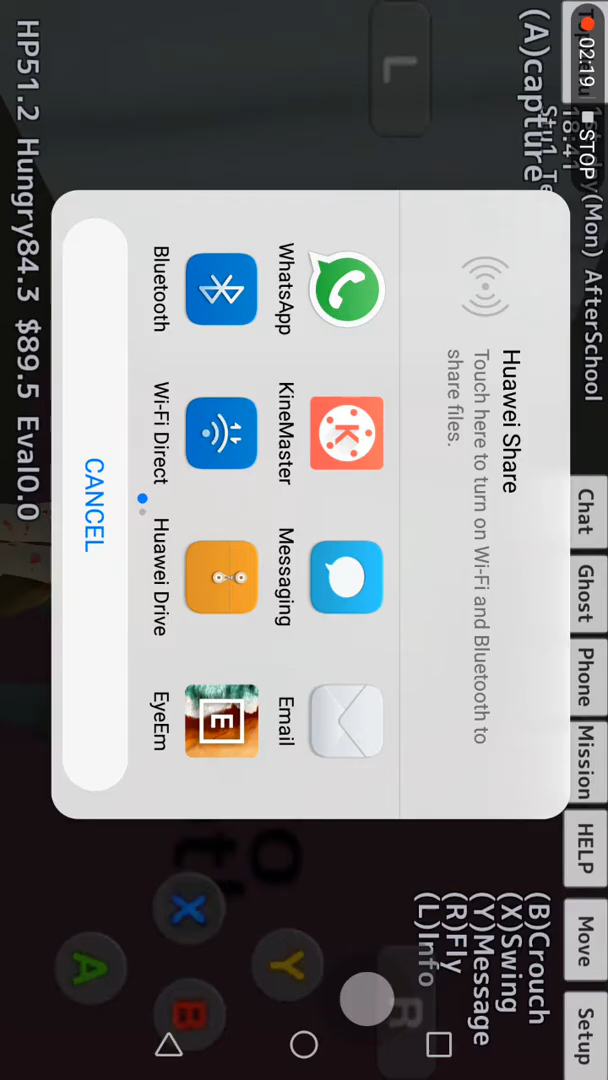 02:19 STOP
(Mon) AfterSchool
18:41
(A)capture
L
Chat
Ghost
Phone
Mission
HELP
Move
Setup
Huawei Share
Touch here to turn on Wi-Fi and Bluetooth to
share files.
WhatsApp
KineMaster
Messaging
Email
Bluetooth
Wi-Fi Direct
Huawei Drive
EyeEm
CANCEL
(B)Crouch
(X)Swing
(Y)Message
(R)Fly
(L)Info
R
X
Y
A
B
HP51.2 Hungry84.3 $89.5 Eval0.0